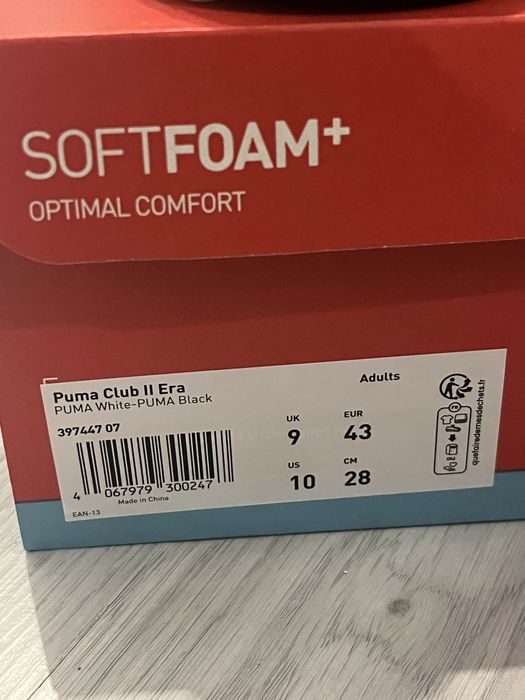 SOFTFOAM+
OPTIMAL COMFORT
Puma Club II Era
PUMA White-PUMA Black
397447 07
Adults
UK
9
EUR
43
US
10
CM
28
4 067979 300247
Made in China
EAN-13
FR
quefairedemesdechets.fr